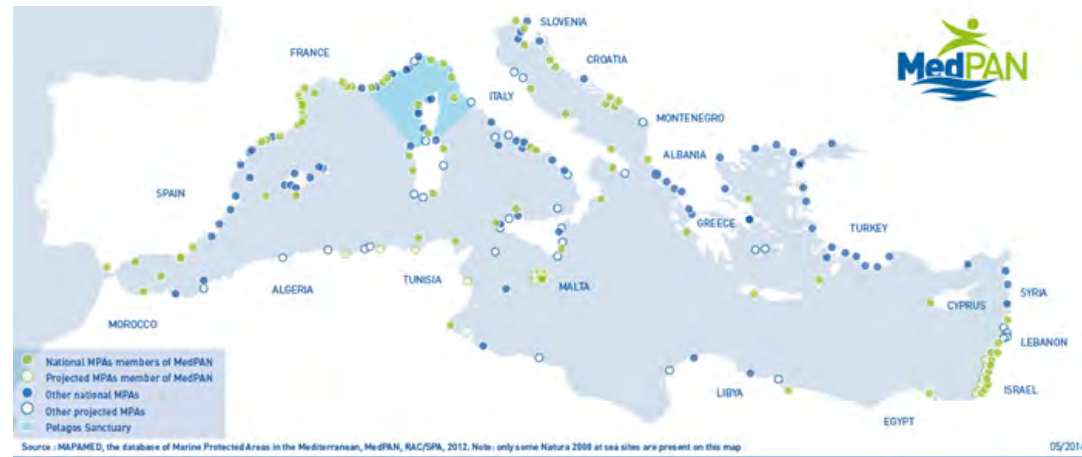 SLOVENIA
FRANCE
CROATIA
MedPAN
ITALY
MONTENEGRO
ALBANIA
SPAIN
GREECE
TURKEY
ALGERIA
TUNISIA
MALTA
CYPRUS
SYRIA
MOROCCO
LEBANON
LIBYA
ISRAEL
EGYPT
National MPAs members of MedPAN
Projected MPAs member of MedPAN
Other national MPAs
Other projected MPAs
Pelagos Sanctuary
Source : MAPAMED, the database of Marine Protected Areas in the Mediterranean, MedPAN, RAC/SPA, 2012. Note: only some Natura 2000 at sea sites are present on this map